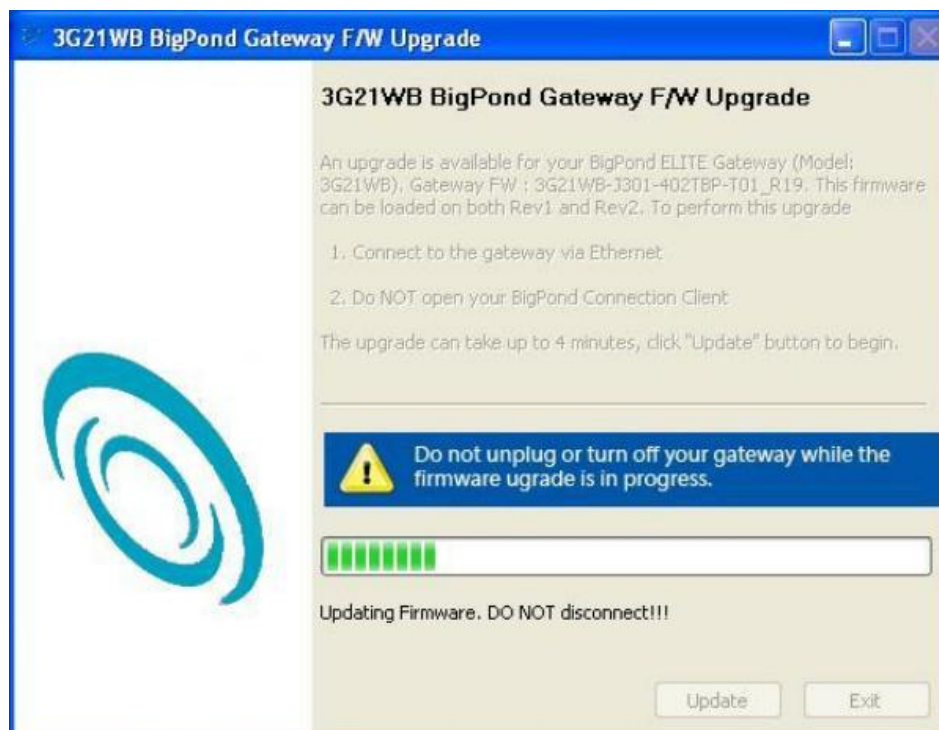 3G21WB BigPond Gateway F/W Upgrade
3G21WB BigPond Gateway F/W Upgrade
An upgrade is available for your BigPond ELITE Gateway (Model:
3G21WB). Gateway FW : 3G21WB-J301-402TBP-T01_R19. This firmware
can be loaded on both Rev1 and Rev2. To perform this upgrade
1. Connect to the gateway via Ethernet
2. Do NOT open your BigPond Connection Client
The upgrade can take up to 4 minutes, click "Update" button to begin.
Do not unplug or turn off your gateway while the
firmware ugrade is in progress.
Updating Firmware. DO NOT disconnect!!!
Update
Exit